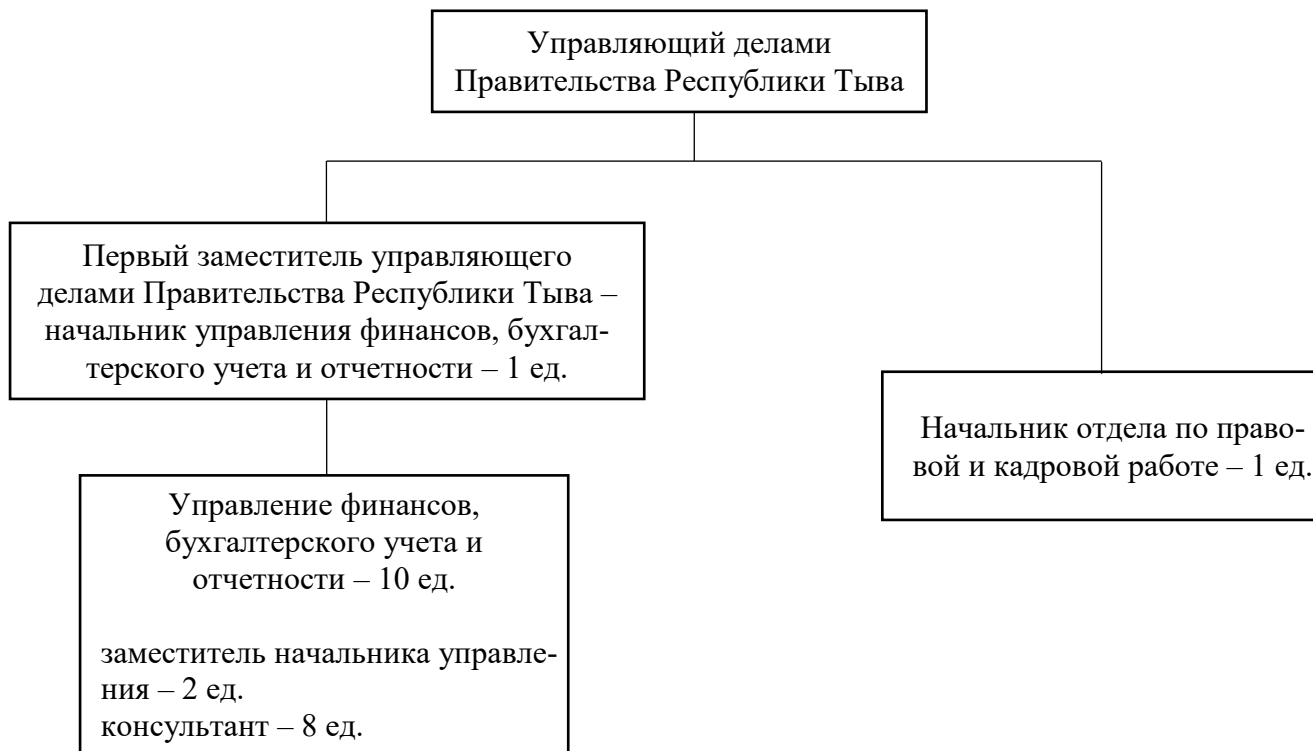 Управляющий делами
Правительства Республики Тыва
Первый заместитель управляющего
делами Правительства Республики Тыва –
начальник управления финансов, бухгал-
терского учета и отчетности – 1 ед.
Начальник отдела по право-
вой и кадровой работе – 1 ед.
Управление финансов,
бухгалтерского учета и
отчетности – 10 ед.
заместитель начальника управле-
ния – 2 ед.
консультант – 8 ед.